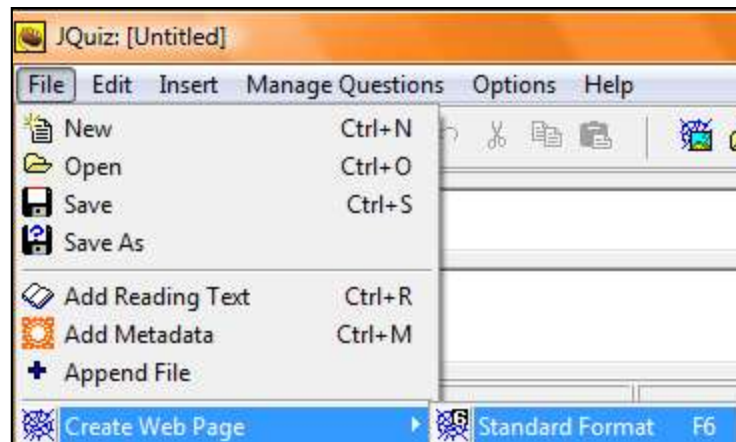 JQuiz: [Untitled]
File Edit Insert Manage Questions Options Help
New Ctrl+N
Open Ctrl+O
Save Ctrl+S
Save As
Add Reading Text Ctrl+R
Add Metadata Ctrl+M
Append File
Create Web Page Standard Format F6